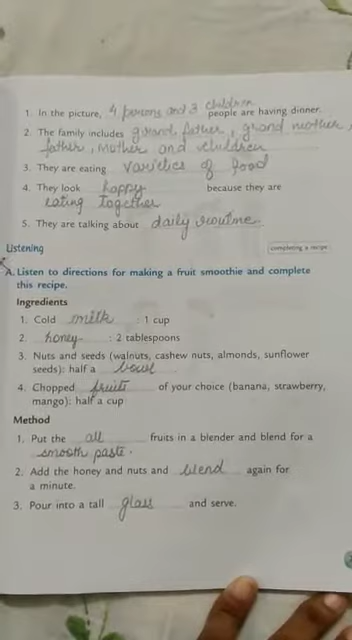 1. In the picture, 4 persons and 3 children people are having dinner.
2. The family includes grand father, grand mother,
father, Mother and children
3. They are eating varieties of food
4. They look happy because they are
eating together
5. They are talking about daily routine.
Listening
completing a recipe
A. Listen to directions for making a fruit smoothie and complete
this recipe.
Ingredients
1. Cold milk : 1 cup
2. honey : 2 tablespoons
3. Nuts and seeds (walnuts, cashew nuts, almonds, sunflower
seeds): half a bowl
4. Chopped fruits of your choice (banana, strawberry,
mango): half a cup
Method
1. Put the all fruits in a blender and blend for a
smooth paste.
2. Add the honey and nuts and blend again for
a minute.
3. Pour into a tall glass and serve.